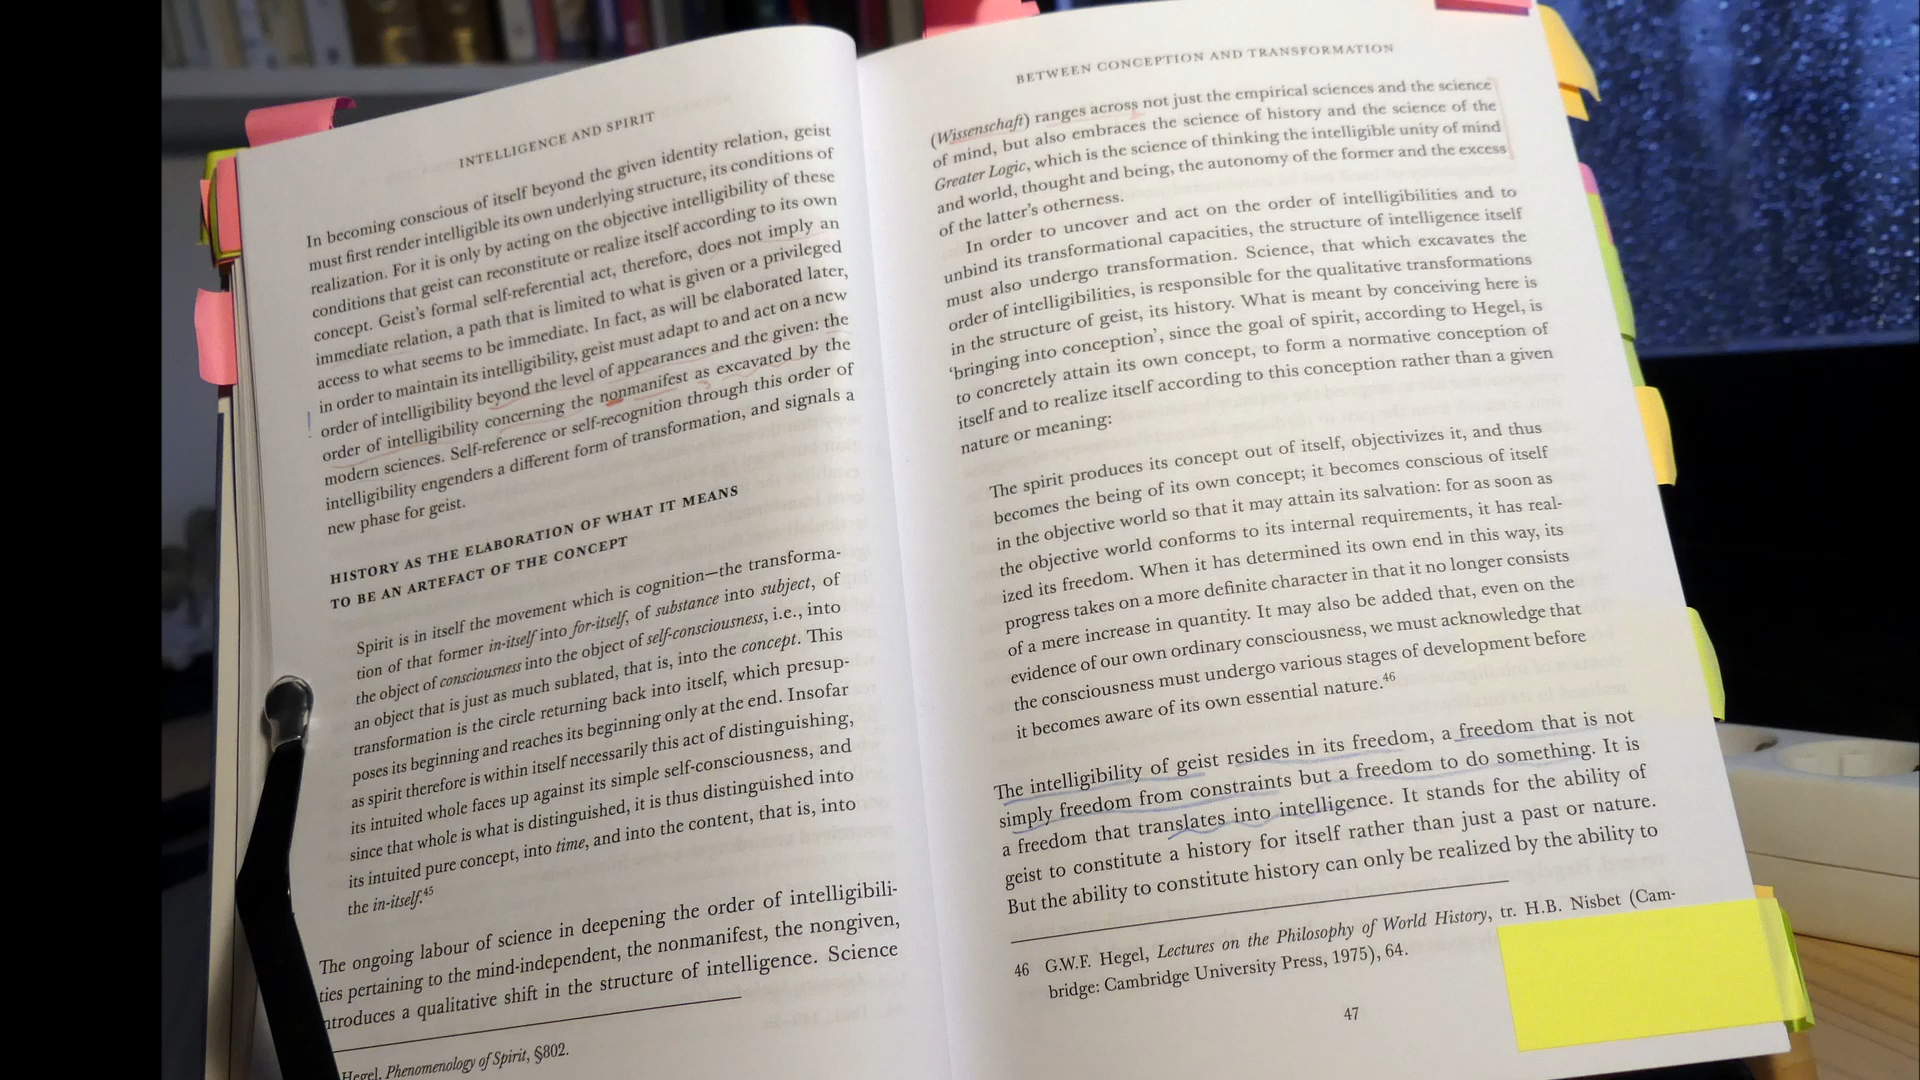 INTELLIGENCE AND SPIRIT
In becoming conscious of itself beyond the given identity relation, geist
must first render intelligible its own underlying structure, its conditions of
realization. For it is only by acting on the objective intelligibility of these
conditions that geist can reconstitute or realize itself according to its own
concept. Geist's formal self-referential act, therefore, does not imply an
immediate relation, a path that is limited to what is given or a privileged
access to what seems to be immediate. In fact, as will be elaborated later,
in order to maintain its intelligibility, geist must adapt to and act on a new
order of intelligibility beyond the level of appearances and the given: the
order of intelligibility concerning the nonmanifest as excavated by the
modern sciences. Self-reference or self-recognition through this order of
intelligibility engenders a different form of transformation, and signals a
new phase for geist.
HISTORY AS THE ELABORATION OF WHAT IT MEANS
TO BE AN ARTEFACT OF THE CONCEPT
Spirit is in itself the movement which is cognition—the transforma-
tion of that former in-itself into for-itself, of substance into subject, of
the object of consciousness into the object of self-consciousness, i.e., into
an object that is just as much sublated, that is, into the concept. This
transformation is the circle returning back into itself, which presup-
poses its beginning and reaches its beginning only at the end. Insofar
as spirit therefore is within itself necessarily this act of distinguishing,
its intuited whole faces up against its simple self-consciousness, and
since that whole is what is distinguished, it is thus distinguished into
its intuited pure concept, into time, and into the content, that is, into
the in-itself.45
The ongoing labour of science in deepening the order of intelligibili-
ties pertaining to the mind-independent, the nonmanifest, the nongiven,
ntroduces a qualitative shift in the structure of intelligence. Science
Hegel, Phenomenology of Spirit, §802.
BETWEEN CONCEPTION AND TRANSFORMATION
(Wissenschaft) ranges across not just the empirical sciences and the science
of mind, but also embraces the science of history and the science of the
Greater Logic, which is the science of thinking the intelligible unity of mind
and world, thought and being, the autonomy of the former and the excess
of the latter's otherness.
In order to uncover and act on the order of intelligibilities and to
unbind its transformational capacities, the structure of intelligence itself
must also undergo transformation. Science, that which excavates the
order of intelligibilities, is responsible for the qualitative transformations
in the structure of geist, its history. What is meant by conceiving here is
'bringing into conception', since the goal of spirit, according to Hegel, is
to concretely attain its own concept, to form a normative conception of
itself and to realize itself according to this conception rather than a given
nature or meaning:
The spirit produces its concept out of itself, objectivizes it, and thus
becomes the being of its own concept; it becomes conscious of itself
in the objective world so that it may attain its salvation: for as soon as
the objective world conforms to its internal requirements, it has real-
ized its freedom. When it has determined its own end in this way, its
progress takes on a more definite character in that it no longer consists
of a mere increase in quantity. It may also be added that, even on the
evidence of our own ordinary consciousness, we must acknowledge that
the consciousness must undergo various stages of development before
it becomes aware of its own essential nature.46
The intelligibility of geist resides in its freedom, a freedom that is not
simply freedom from constraints but a freedom to do something. It is
a freedom that translates into intelligence. It stands for the ability of
geist to constitute a history for itself rather than just a past or nature.
But the ability to constitute history can only be realized by the ability to
46 G.W.F. Hegel, Lectures on the Philosophy of World History, tr. H.B. Nisbet (Cam-
bridge: Cambridge University Press, 1975), 64.
47